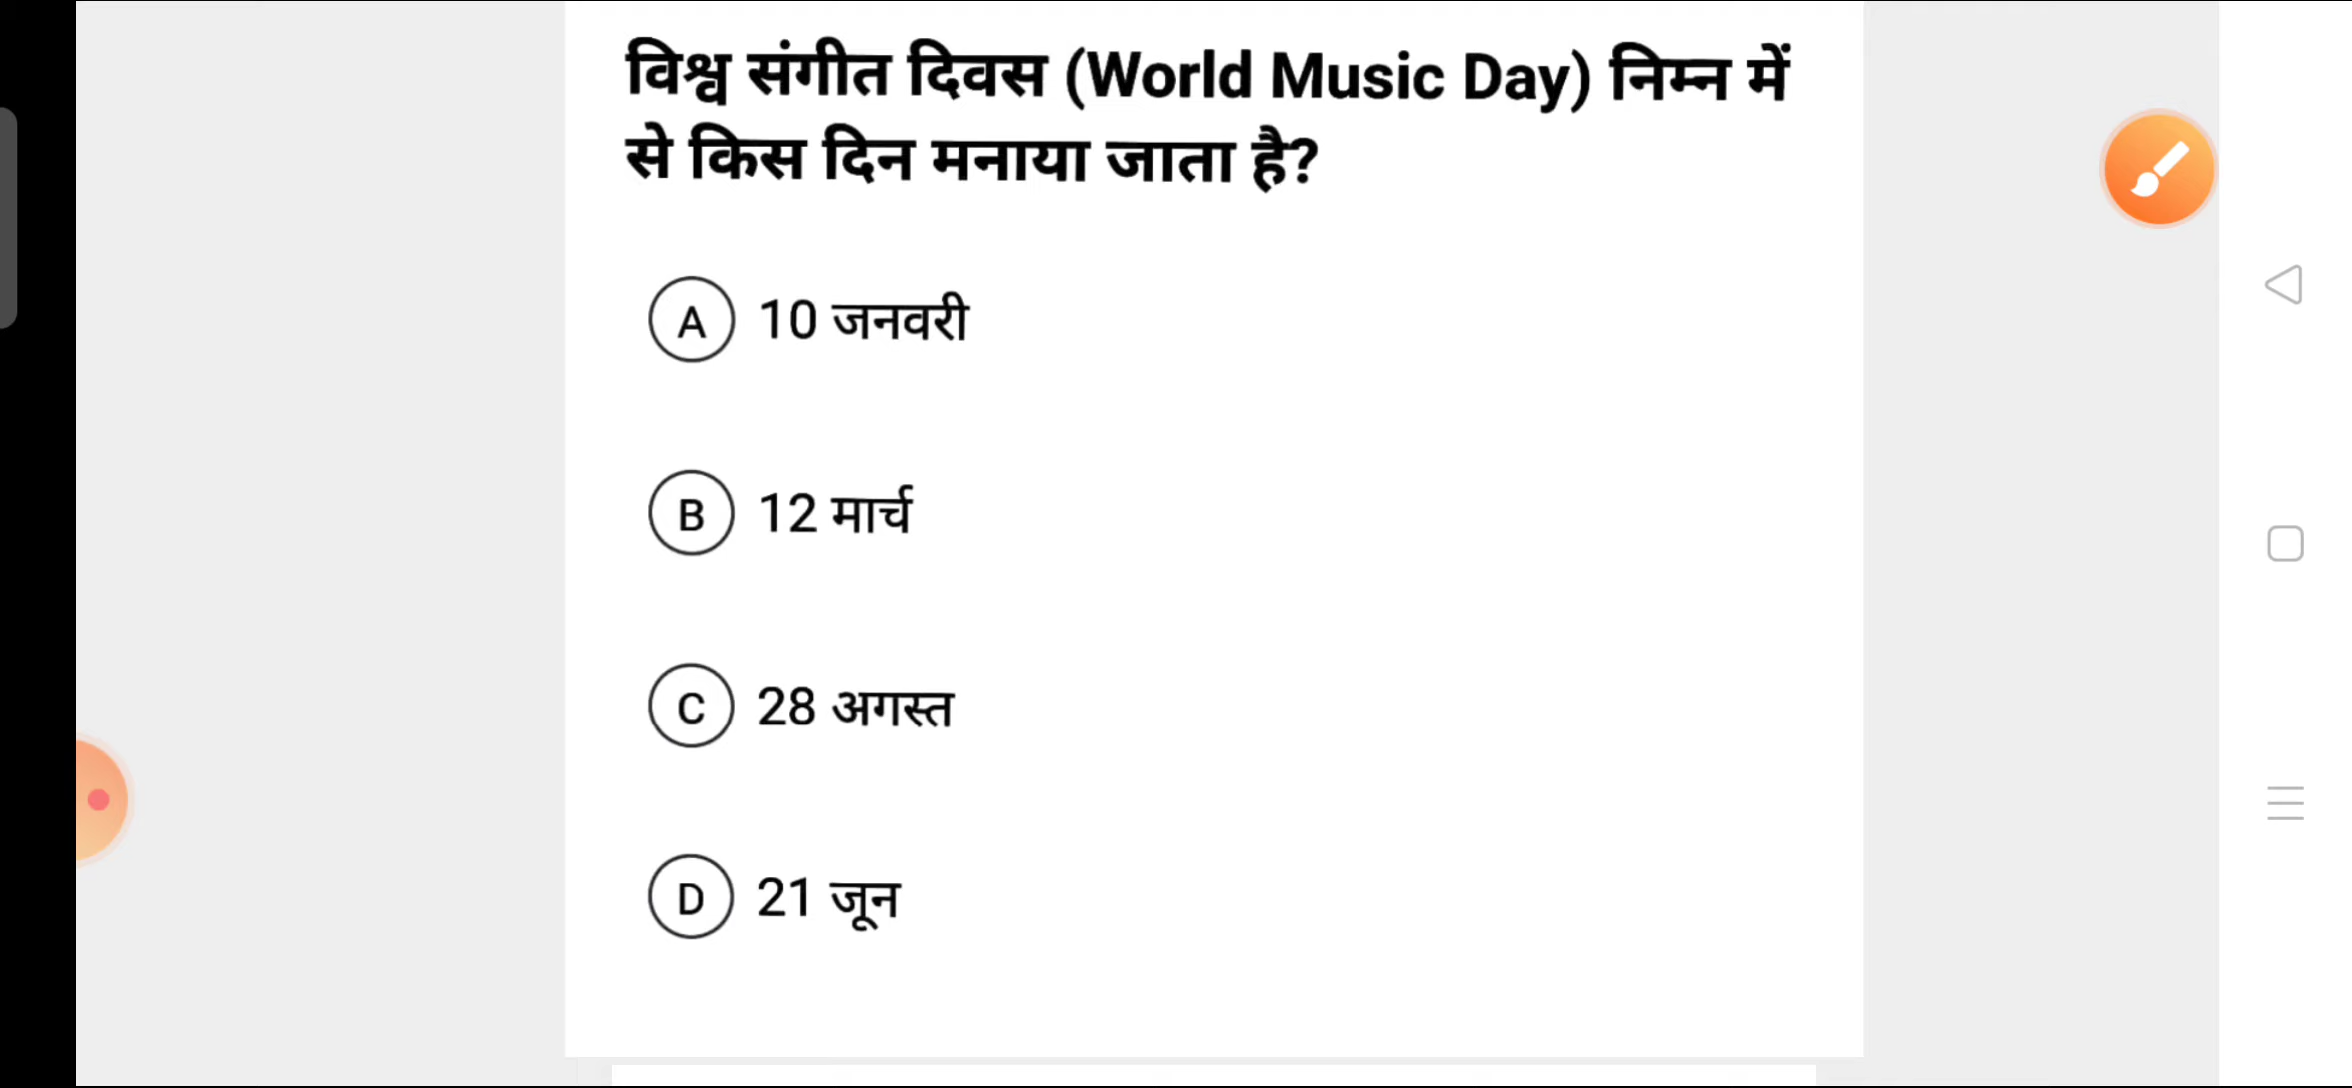 विश्व संगीत दिवस (World Music Day) निम्न में
से किस दिन मनाया जाता है?
A 10 जनवरी
B 12 मार्च
C 28 अगस्त
D 21 जून